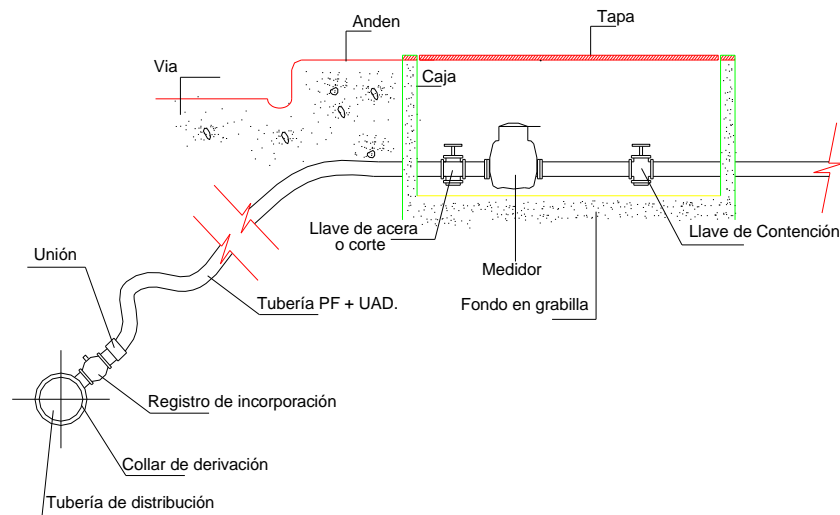 Anden
Tapa
Via
Caja
Llave de acera
o corte
Llave de Contención
Unión
Medidor
Tubería PF + UAD.
Fondo en grabilla
Registro de incorporación
Collar de derivación
Tubería de distribución